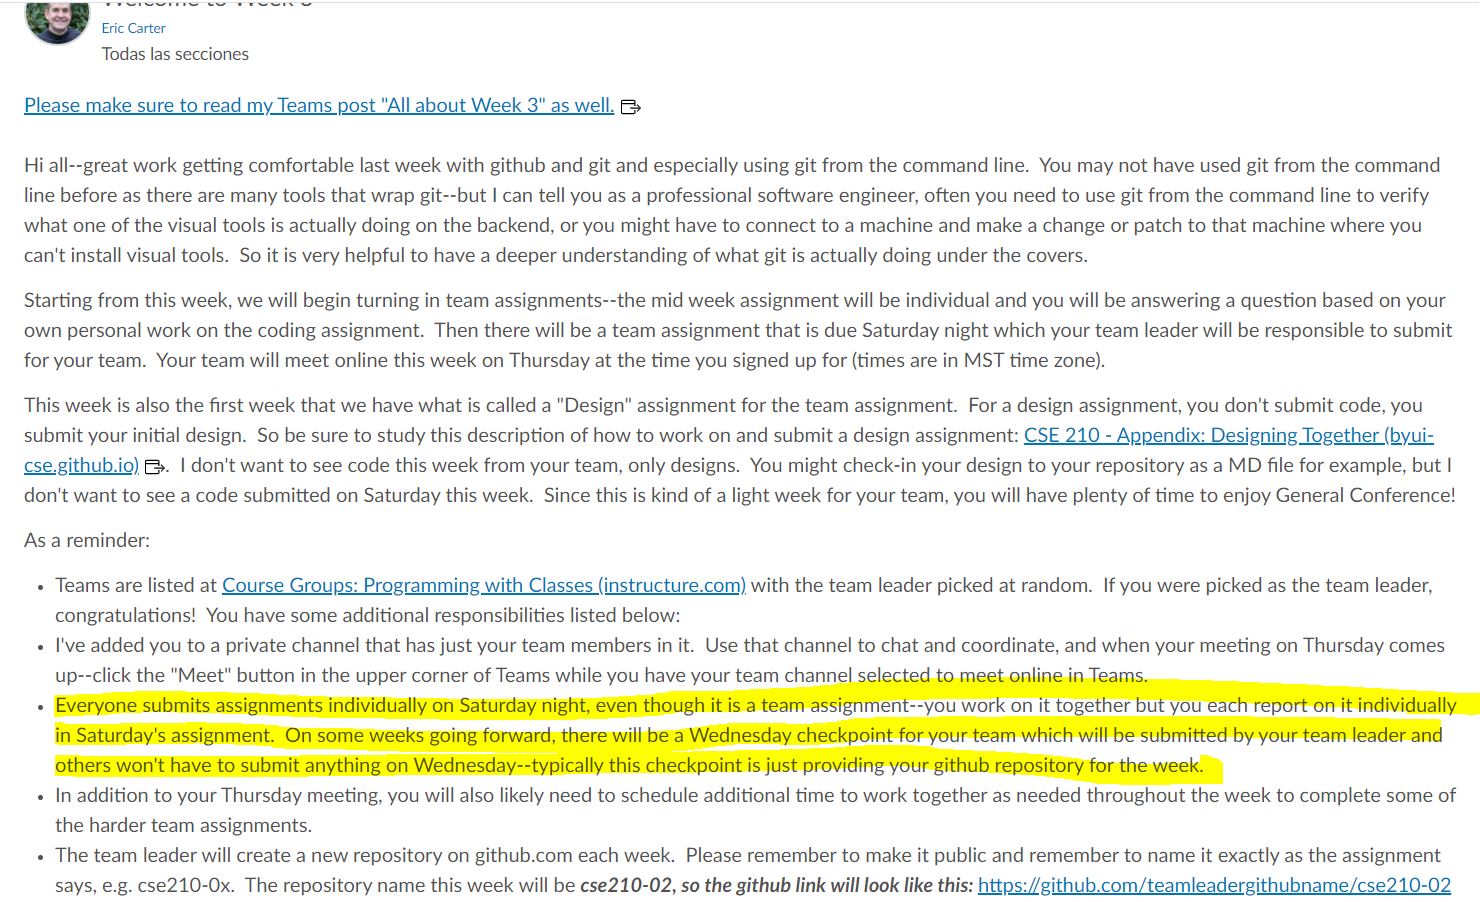 Eric Carter
Todas las secciones
Please make sure to read my Teams post "All about Week 3" as well.
Hi all--great work getting comfortable last week with github and git and especially using git from the command line.  You may not have used git from the command
line before as there are many tools that wrap git--but I can tell you as a professional software engineer, often you need to use git from the command line to verify
what one of the visual tools is actually doing on the backend, or you might have to connect to a machine and make a change or patch to that machine where you
can't install visual tools.  So it is very helpful to have a deeper understanding of what git is actually doing under the covers.
Starting from this week, we will begin turning in team assignments--the mid week assignment will be individual and you will be answering a question based on your
own personal work on the coding assignment.  Then there will be a team assignment that is due Saturday night which your team leader will be responsible to submit
for your team.  Your team will meet online this week on Thursday at the time you signed up for (times are in MST time zone).
This week is also the first week that we have what is called a "Design" assignment for the team assignment.  For a design assignment, you don't submit code, you
submit your initial design.  So be sure to study this description of how to work on and submit a design assignment: CSE 210 - Appendix: Designing Together (byui-
cse.github.io).  I don't want to see code this week from your team, only designs.  You might check-in your design to your repository as a MD file for example, but I
don't want to see a code submitted on Saturday this week.  Since this is kind of a light week for your team, you will have plenty of time to enjoy General Conference!
As a reminder:
• Teams are listed at Course Groups: Programming with Classes (instructure.com) with the team leader picked at random.  If you were picked as the team leader,
congratulations!  You have some additional responsibilities listed below:
• I've added you to a private channel that has just your team members in it.  Use that channel to chat and coordinate, and when your meeting on Thursday comes
up--click the "Meet" button in the upper corner of Teams while you have your team channel selected to meet online in Teams.
• Everyone submits assignments individually on Saturday night, even though it is a team assignment--you work on it together but you each report on it individually
in Saturday's assignment.  On some weeks going forward, there will be a Wednesday checkpoint for your team which will be submitted by your team leader and
others won't have to submit anything on Wednesday--typically this checkpoint is just providing your github repository for the week.
• In addition to your Thursday meeting, you will also likely need to schedule additional time to work together as needed throughout the week to complete some of
the harder team assignments.
• The team leader will create a new repository on github.com each week.  Please remember to make it public and remember to name it exactly as the assignment
says, e.g. cse210-0x.  The repository name this week will be cse210-02, so the github link will look like this: https://github.com/teamleadergithubname/cse210-02